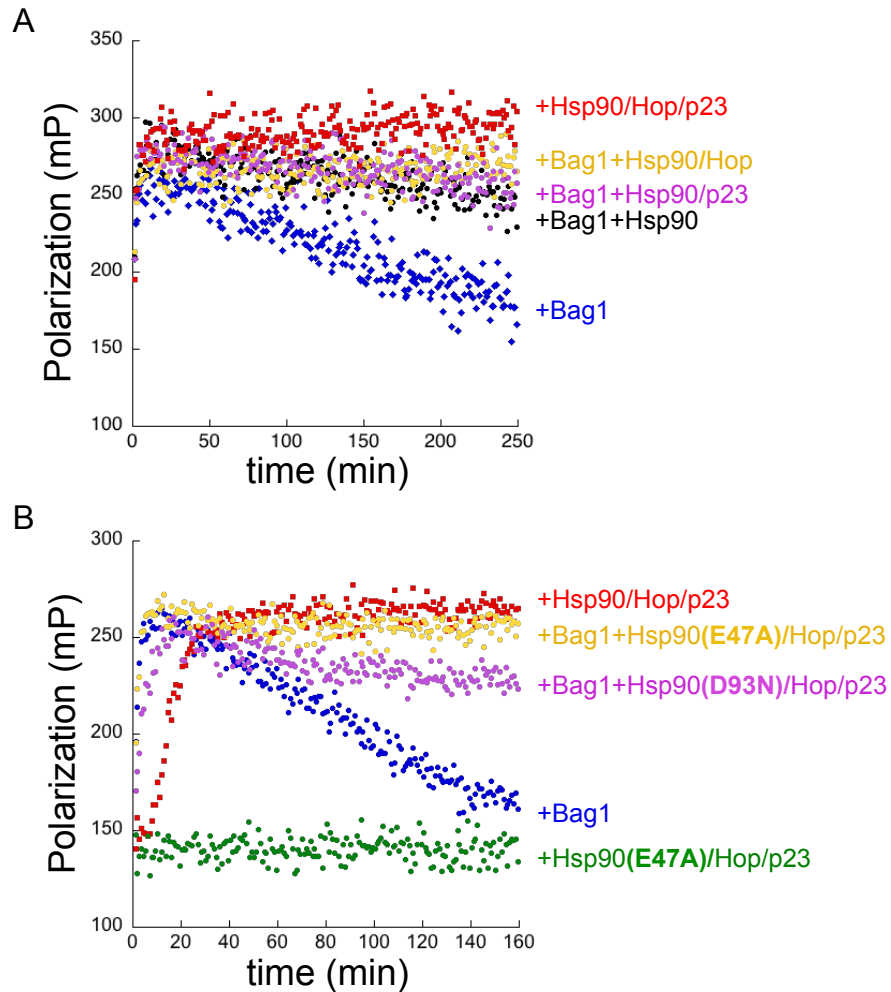 A
350
300
250
200
150
100
Polarization (mP)
0 50 100 150 200 250
time (min)
+Hsp90/Hop/p23
+Bag1+Hsp90/Hop
+Bag1+Hsp90/p23
+Bag1+Hsp90
+Bag1
B
300
250
200
150
100
Polarization (mP)
0 20 40 60 80 100 120 140 160
time (min)
+Hsp90/Hop/p23
+Bag1+Hsp90(E47A)/Hop/p23
+Bag1+Hsp90(D93N)/Hop/p23
+Bag1
+Hsp90(E47A)/Hop/p23